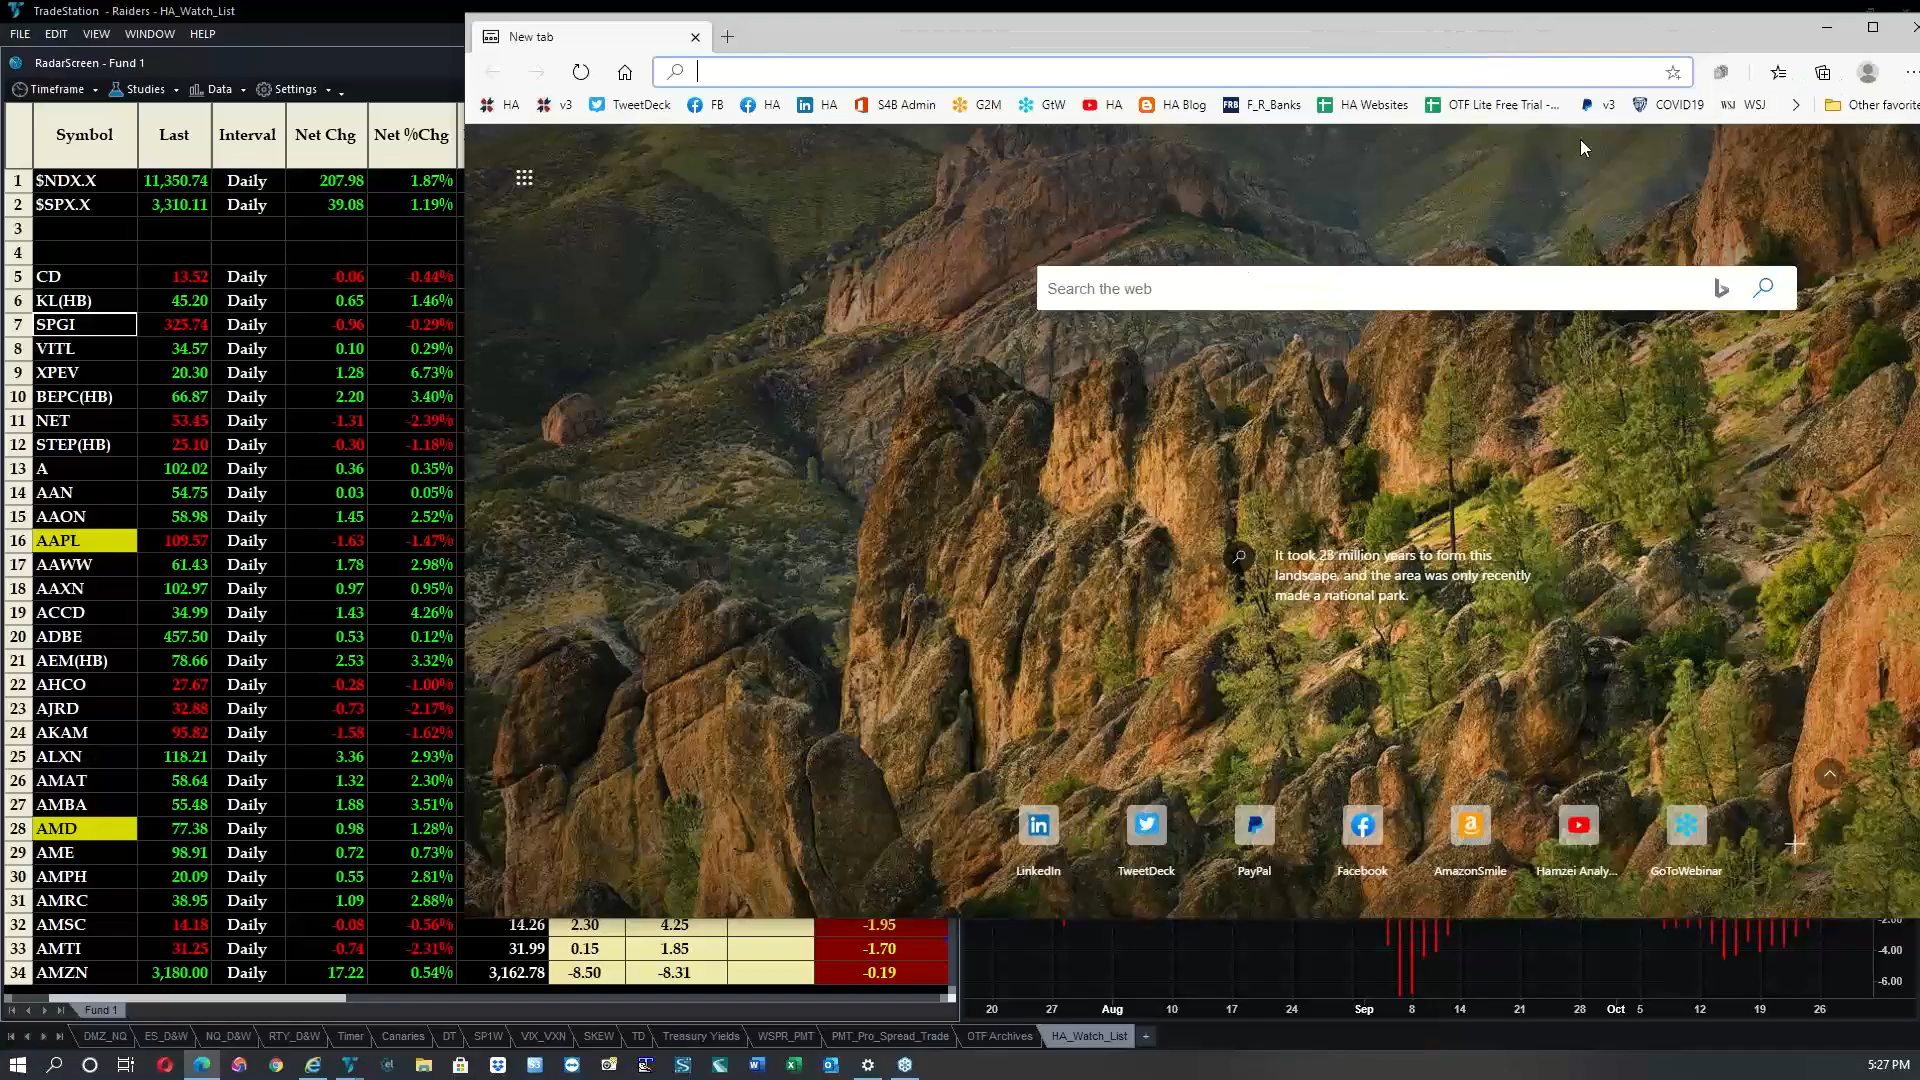 TradeStation - Raiders - HA_Watch_List
FILE EDIT VIEW WINDOW HELP
RadarScreen - Fund 1
Timeframe Studies Data Settings
Symbol Last Interval Net Chg Net %Chg
1 $NDX.X 11,350.74 Daily 207.98 1.87%
2 $SPX.X 3,310.11 Daily 39.08 1.19%
3
4
5 CD 13.52 Daily -0.06 -0.44%
6 KL(HB) 45.20 Daily 0.65 1.46%
7 SPGI 325.74 Daily -0.96 -0.29%
8 VITL 34.57 Daily 0.10 0.29%
9 XPEV 20.30 Daily 1.28 6.73%
10 BEPC(HB) 66.87 Daily 2.20 3.40%
11 NET 53.45 Daily -1.31 -2.39%
12 STEP(HB) 25.10 Daily -0.30 -1.18%
13 A 102.02 Daily 0.36 0.35%
14 AAN 54.75 Daily 0.03 0.05%
15 AAON 58.98 Daily 1.45 2.52%
16 AAPL 109.57 Daily -1.63 -1.47%
17 AAWW 61.43 Daily 1.78 2.98%
18 AAXN 102.97 Daily 0.97 0.95%
19 ACCD 34.99 Daily 1.43 4.26%
20 ADBE 457.50 Daily 0.53 0.12%
21 AEM(HB) 78.66 Daily 2.53 3.32%
22 AHCO 27.67 Daily -0.28 -1.00%
23 AJRD 32.88 Daily -0.73 -2.17%
24 AKAM 95.82 Daily -1.58 -1.62%
25 ALXN 118.21 Daily 3.36 2.93%
26 AMAT 58.64 Daily 1.32 2.30%
27 AMBA 55.48 Daily 1.88 3.51%
28 AMD 77.38 Daily 0.98 1.28%
29 AME 98.91 Daily 0.72 0.73%
30 AMPH 20.09 Daily 0.55 2.81%
31 AMRC 38.95 Daily 1.09 2.88%
32 AMSC 14.18 Daily -0.08 -0.56% 14.26 2.30 4.25 -1.95
33 AMTI 31.25 Daily -0.74 -2.31% 31.99 0.15 1.85 -1.70
34 AMZN 3,180.00 Daily 17.22 0.54% 3,162.78 -8.50 -8.31 -0.19
New tab
HA v3 TweetDeck FB HA HA S4B Admin G2M GtW HA HA Blog FRB F_R_Banks HA Websites OTF Lite Free Trial -... v3 COVID19 WSJ WSJ Other favorite
Search the web
It took 23 million years to form this
landscape, and the area was only recently
made a national park.
LinkedIn TweetDeck PayPal Facebook AmazonSmile Hamzei Analy... GoToWebinar
-2.00
-4.00
-6.00
20 27 Aug 10 17 24 Sep 8 14 21 28 Oct 5 12 19 26
Fund 1
DMZ_NQ ES_D&W NQ_D&W RTY_D&W Timer Canaries DT SP1W VIX_VXN SKEW TD Treasury Yields WSPR_PMT PMT_Pro_Spread_Trade OTF Archives HA_Watch_List +
5:27 PM